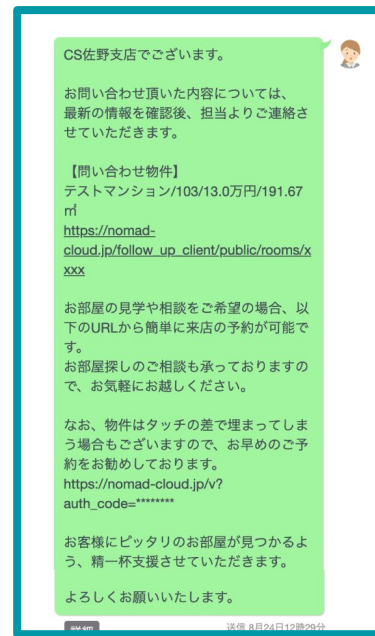 CS佐野支店でございます。
お問い合わせ頂いた内容については、
最新の情報を確認後、担当よりご連絡さ
せていただきます。
【問い合わせ物件】
テストマンション/103/13.0万円/191.67
㎡
https://nomad-
cloud.jp/follow_up_client/public/rooms/x
xxx
お部屋の見学や相談をご希望の場合、以
下のURLから簡単に来店の予約が可能で
す。
お部屋探しのご相談も承っておりますの
で、お気軽にお越しください。
なお、物件はタッチの差で埋まってしま
う場合もございますので、お早めのご予
約をお勧めしております。
https://nomad-cloud.jp/v?
auth_code=********
お客様にピッタリのお部屋が見つかるよ
う、精一杯支援させていただきます。
よろしくお願いいたします。
詳細
送信 8月24日12時29分